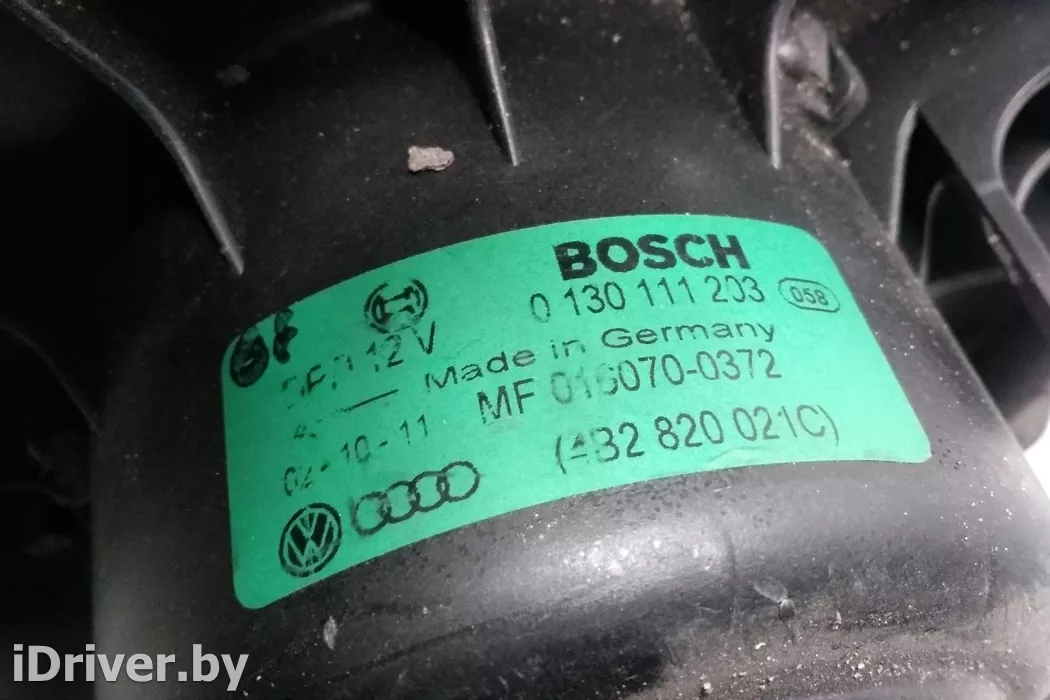 BOSCH
0 130 111 203 058
12 V
Made in Germany
MF 016070-0372
02-10-11
(4B2 820 021C)
iDriver.by